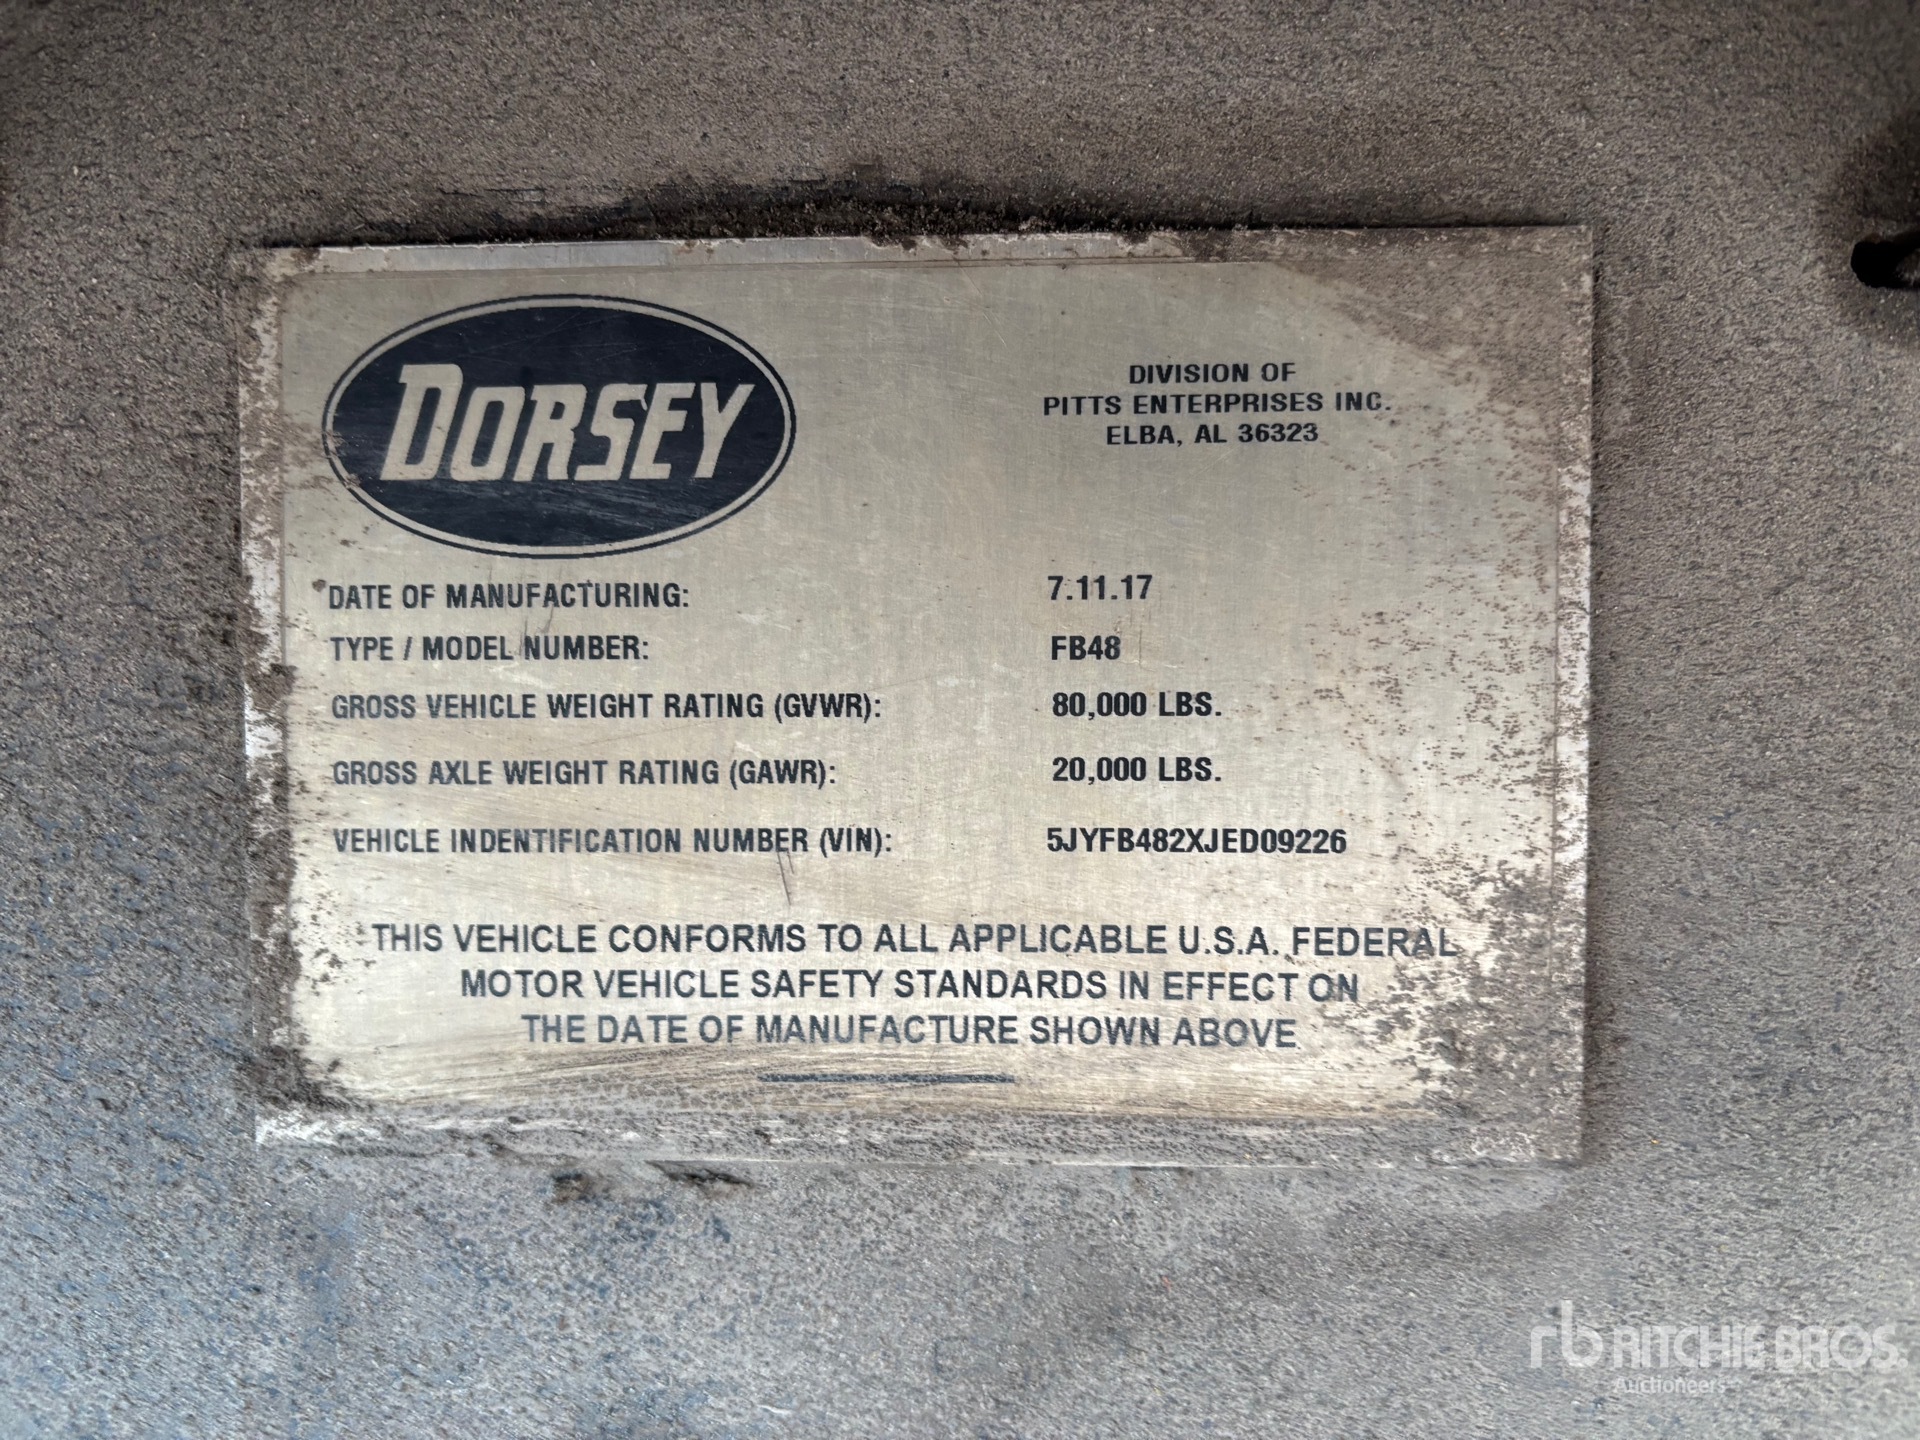 DORSEY
DIVISION OF
PITTS ENTERPRISES INC.
ELBA, AL 36323
DATE OF MANUFACTURING: 7.11.17
TYPE / MODEL NUMBER: FB48
GROSS VEHICLE WEIGHT RATING (GVWR): 80,000 LBS.
GROSS AXLE WEIGHT RATING (GAWR): 20,000 LBS.
VEHICLE INDENTIFICATION NUMBER (VIN): 5JYFB482XJED09226
THIS VEHICLE CONFORMS TO ALL APPLICABLE U.S.A. FEDERAL
MOTOR VEHICLE SAFETY STANDARDS IN EFFECT ON
THE DATE OF MANUFACTURE SHOWN ABOVE
rb RITCHIE BROS.
Auctioneers